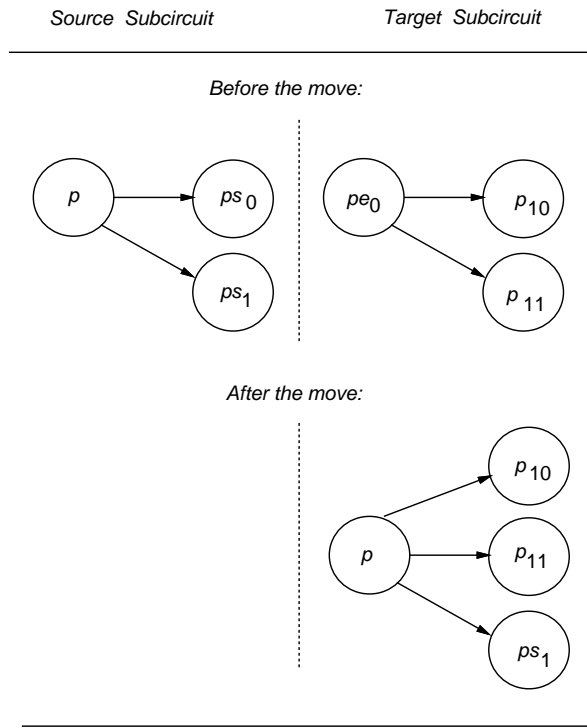 Source Subcircuit Target Subcircuit
Before the move:
p ps0 pe0 p10
ps1 p11
After the move:
p10
p p11
ps1